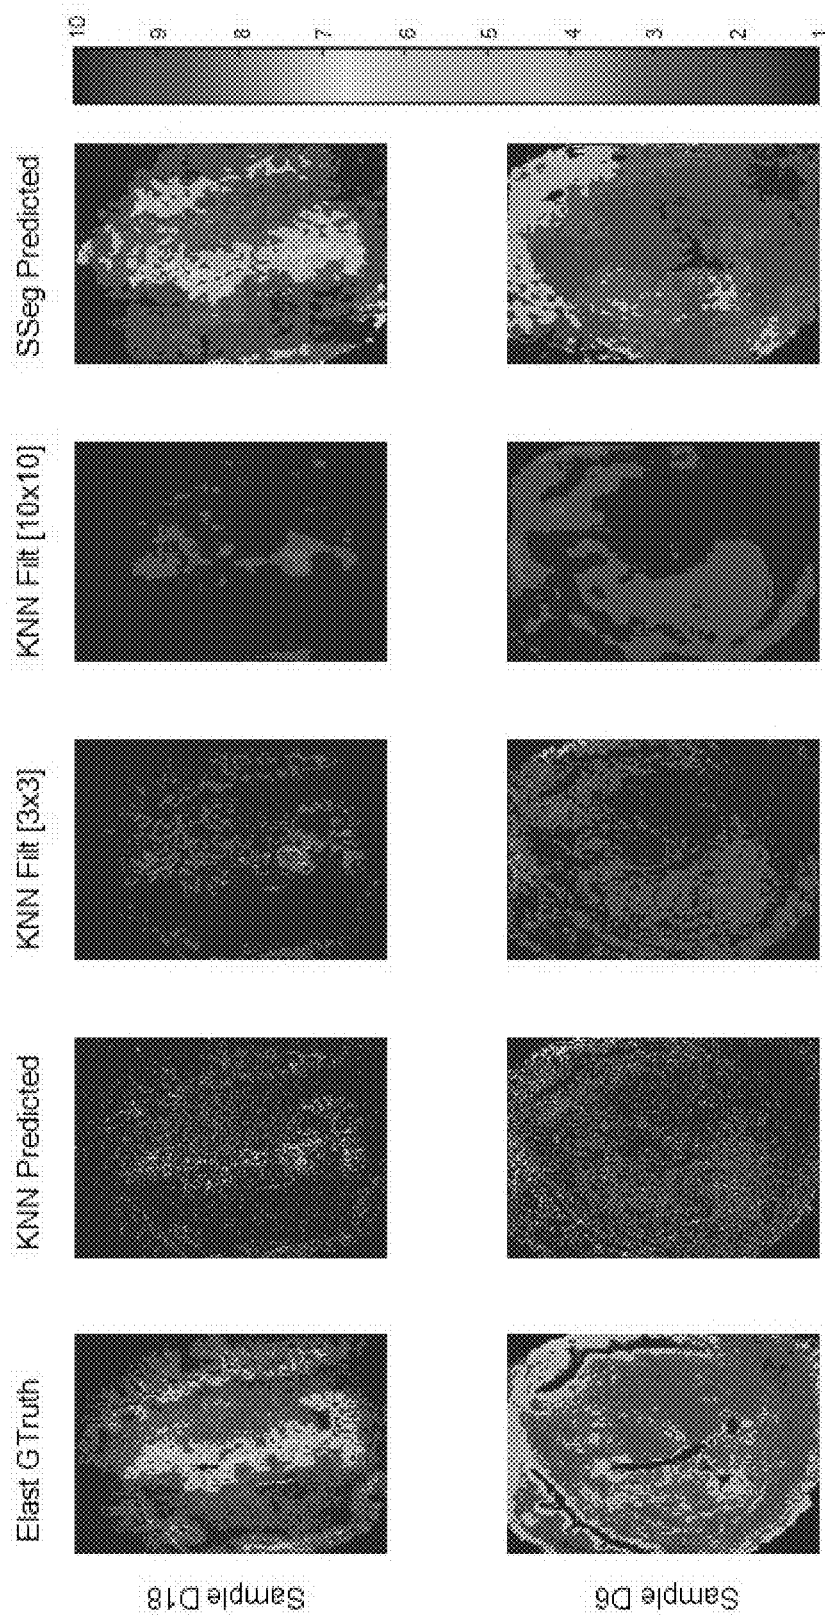 Elast GTruth
KNN Predicted
KNN Filt [3x3]
KNN Filt [10x10]
SSeg Predicted
Sample D18
Sample D6
10
9
8
7
6
5
4
3
2
1